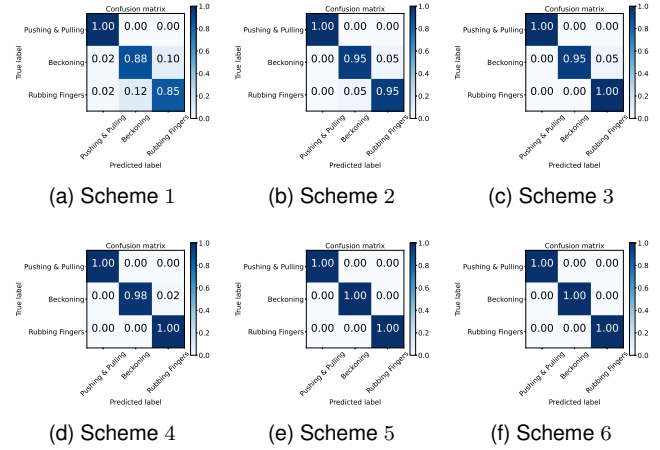 Confusion matrix
1.0
0.8
0.6
0.4
0.2
0.0
True label
Pushing & Pulling 1.00 0.00 0.00
Beckoning 0.02 0.88 0.10
Rubbing Fingers 0.02 0.12 0.85
Pushing & Pulling
Beckoning
Rubbing Fingers
Predicted label
(a) Scheme 1
Confusion matrix
1.0
0.8
0.6
0.4
0.2
0.0
True label
Pushing & Pulling 1.00 0.00 0.00
Beckoning 0.00 0.95 0.05
Rubbing Fingers 0.00 0.05 0.95
Pushing & Pulling
Beckoning
Rubbing Fingers
Predicted label
(b) Scheme 2
Confusion matrix
1.0
0.8
0.6
0.4
0.2
0.0
True label
Pushing & Pulling 1.00 0.00 0.00
Beckoning 0.00 0.95 0.05
Rubbing Fingers 0.00 0.00 1.00
Pushing & Pulling
Beckoning
Rubbing Fingers
Predicted label
(c) Scheme 3
Confusion matrix
1.0
0.8
0.6
0.4
0.2
0.0
True label
Pushing & Pulling 1.00 0.00 0.00
Beckoning 0.00 0.98 0.02
Rubbing Fingers 0.00 0.00 1.00
Pushing & Pulling
Beckoning
Rubbing Fingers
Predicted label
(d) Scheme 4
Confusion matrix
1.0
0.8
0.6
0.4
0.2
0.0
True label
Pushing & Pulling 1.00 0.00 0.00
Beckoning 0.00 1.00 0.00
Rubbing Fingers 0.00 0.00 1.00
Pushing & Pulling
Beckoning
Rubbing Fingers
Predicted label
(e) Scheme 5
Confusion matrix
1.0
0.8
0.6
0.4
0.2
0.0
True label
Pushing & Pulling 1.00 0.00 0.00
Beckoning 0.00 1.00 0.00
Rubbing Fingers 0.00 0.00 1.00
Pushing & Pulling
Beckoning
Rubbing Fingers
Predicted label
(f) Scheme 6